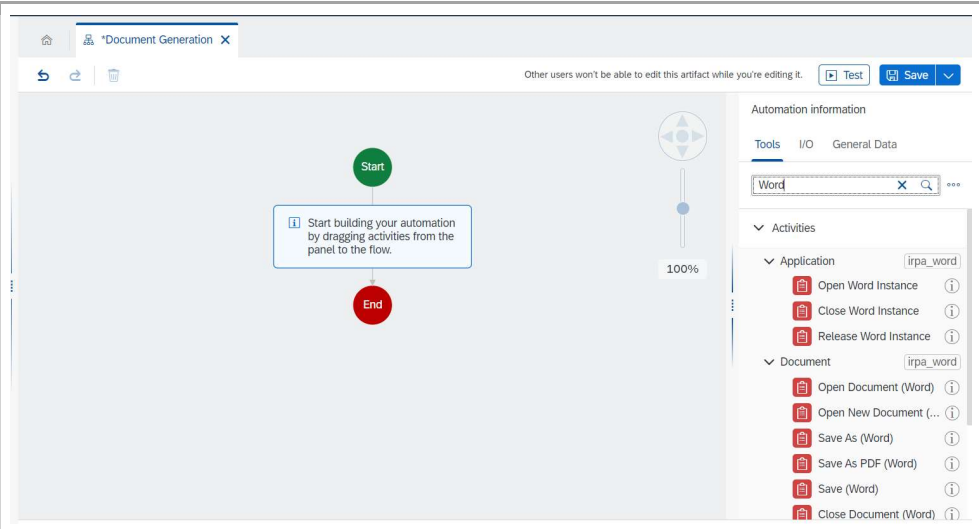 *Document Generation
Other users won't be able to edit this artifact while you're editing it.
Test
Save
Start
Start building your automation
by dragging activities from the
panel to the flow.
End
100%
Automation information
Tools I/O General Data
Word
Activities
Application irpa_word
Open Word Instance
Close Word Instance
Release Word Instance
Document irpa_word
Open Document (Word)
Open New Document (...
Save As (Word)
Save As PDF (Word)
Save (Word)
Close Document (Word)